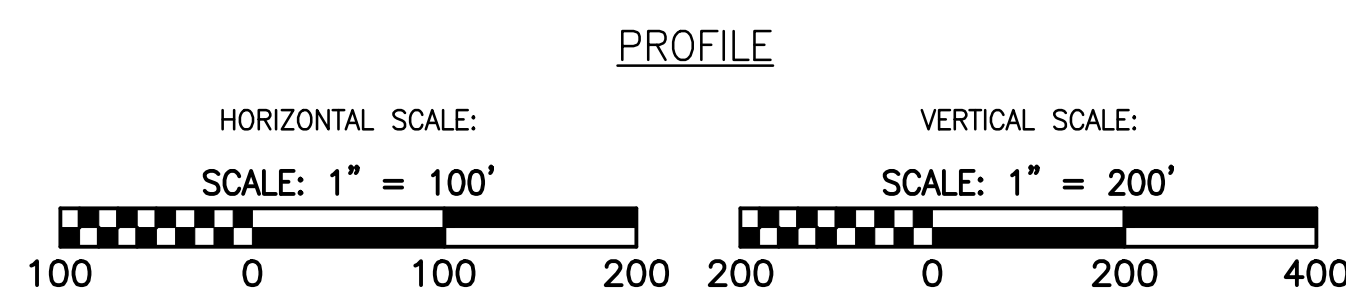 PROFILE
HORIZONTAL SCALE:
SCALE: 1” = 100’
100 0 100 200
VERTICAL SCALE:
SCALE: 1” = 200’
200 0 200 400